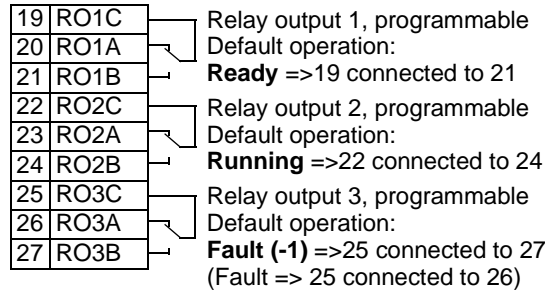 19 RO1C Relay output 1, programmable
20 RO1A Default operation:
21 RO1B Ready =>19 connected to 21
22 RO2C Relay output 2, programmable
23 RO2A Default operation:
24 RO2B Running =>22 connected to 24
25 RO3C Relay output 3, programmable
26 RO3A Default operation:
27 RO3B Fault (-1) =>25 connected to 27
(Fault => 25 connected to 26)